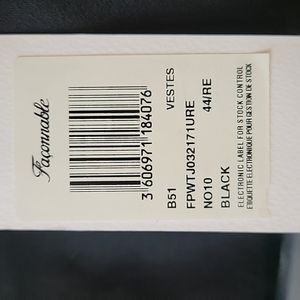 Façonnable
3 606971 184076
B51 VESTES
FPWTJ032171URE
NO10 44/RE
BLACK
ELECTRONIC LABEL FOR STOCK CONTROL
ETIQUETTE ELECTRONIQUE POUR GESTION DE STOCK